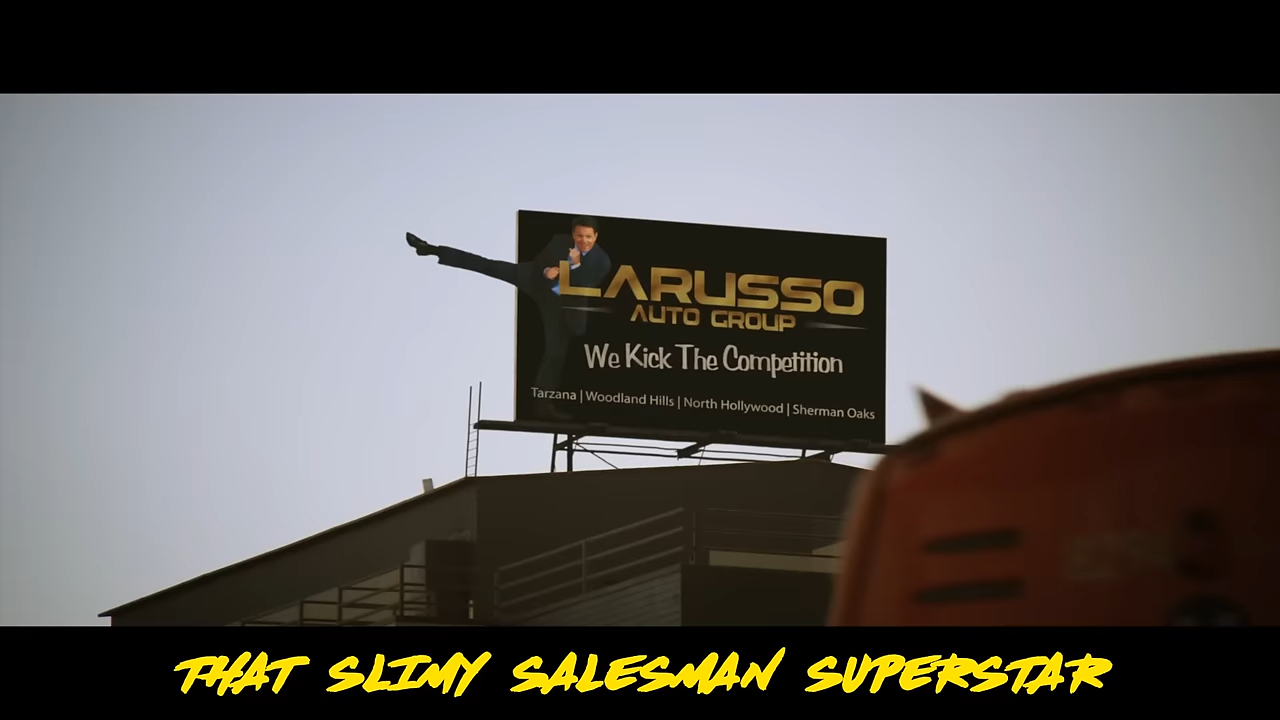 LARUSSO
AUTO GROUP
We Kick The Competition
Tarzana | Woodland Hills | North Hollywood | Sherman Oaks
THAT SLIMY SALESMAN SUPERSTAR